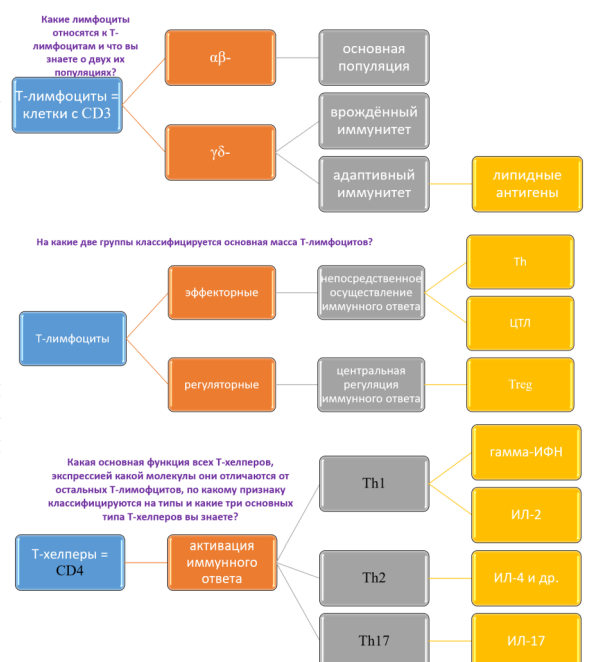 Какие лимфоциты
относятся к Т-
лимфоцитам и что вы
знаете о двух их
популяциях?
Т-лимфоциты =
клетки с CD3
αβ-
основная
популяция
γδ-
врождённый
иммунитет
адаптивный
иммунитет
липидные
антигены
На какие две группы классифицируется основная масса Т-лимфоцитов?
Т-лимфоциты
эффекторные
непосредственное
осуществление
иммунного ответа
Th
ЦТЛ
регуляторные
центральная
регуляция
иммунного ответа
Treg
Какая основная функция всех Т-хелперов,
экспрессией какой молекулы они отличаются от
остальных Т-лимофцитов, по какому признаку
классифицируются на типы и какие три основных
типа Т-хелперов вы знаете?
Т-хелперы =
CD4
активация
иммунного
ответа
Th1
гамма-ИФН
ИЛ-2
Th2
ИЛ-4 и др.
Th17
ИЛ-17